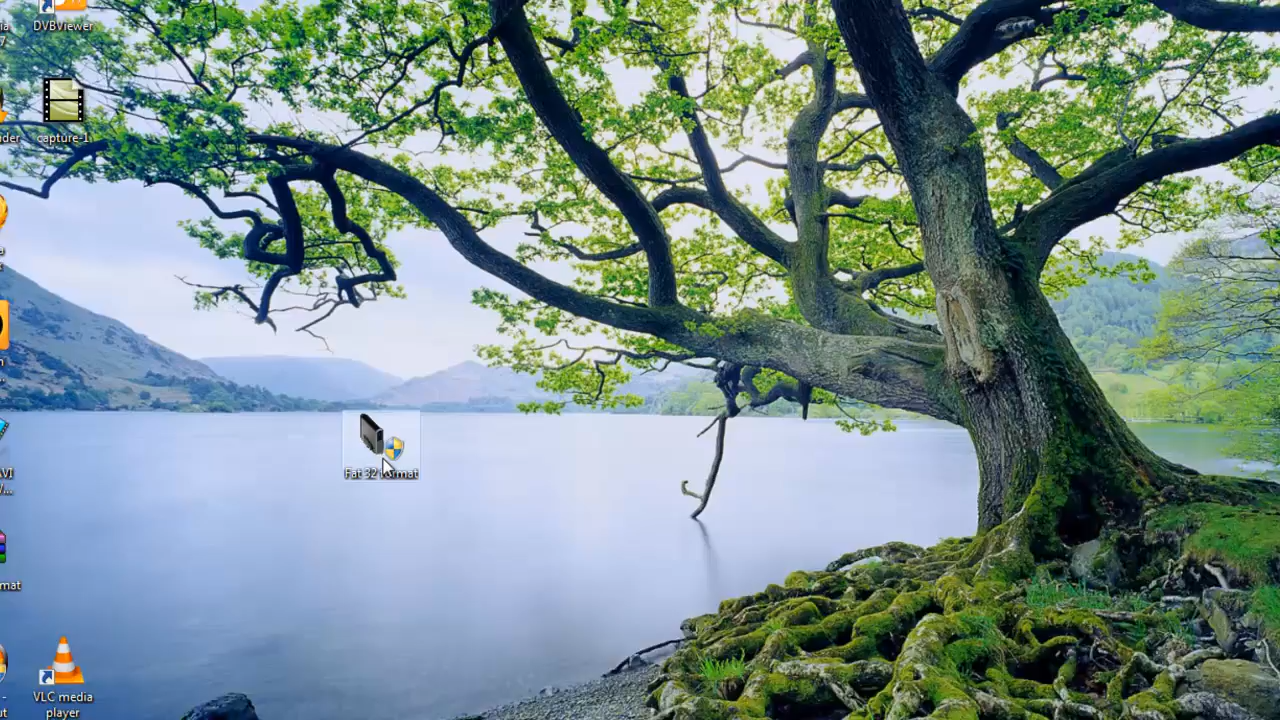 DVBViewer
capture-1
Fat 32 Format
VLC media
player